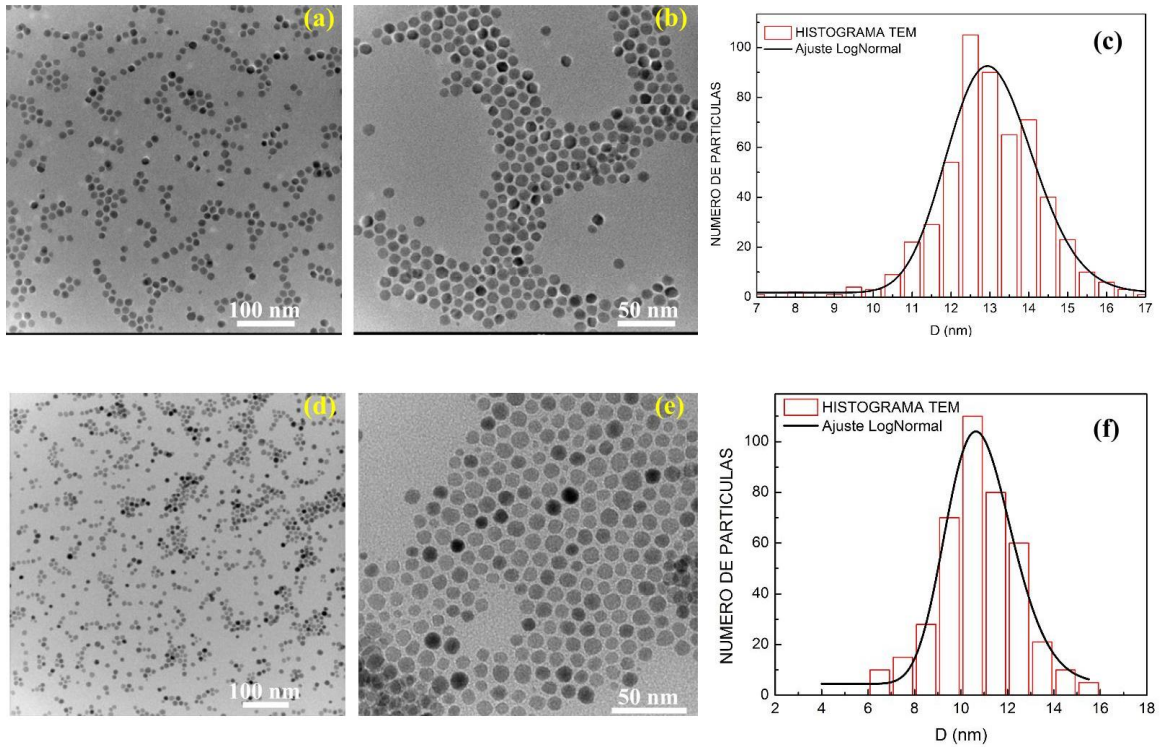 (a)
100 nm
(b)
50 nm
(c)
HISTOGRAMA TEM
Ajuste LogNormal
NUMERO DE PARTICULAS
100
80
60
40
20
0
7 8 9 10 11 12 13 14 15 16 17
D (nm)
(d)
100 nm
(e)
50 nm
(f)
HISTOGRAMA TEM
Ajuste LogNormal
NUMERO DE PARTICULAS
100
80
60
40
20
0
2 4 6 8 10 12 14 16 18
D (nm)